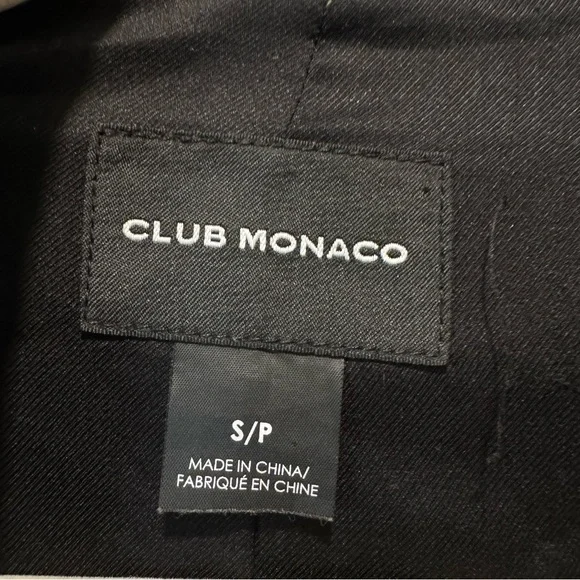 CLUB MONACO
S/P
MADE IN CHINA/
FABRIQUÉ EN CHINE